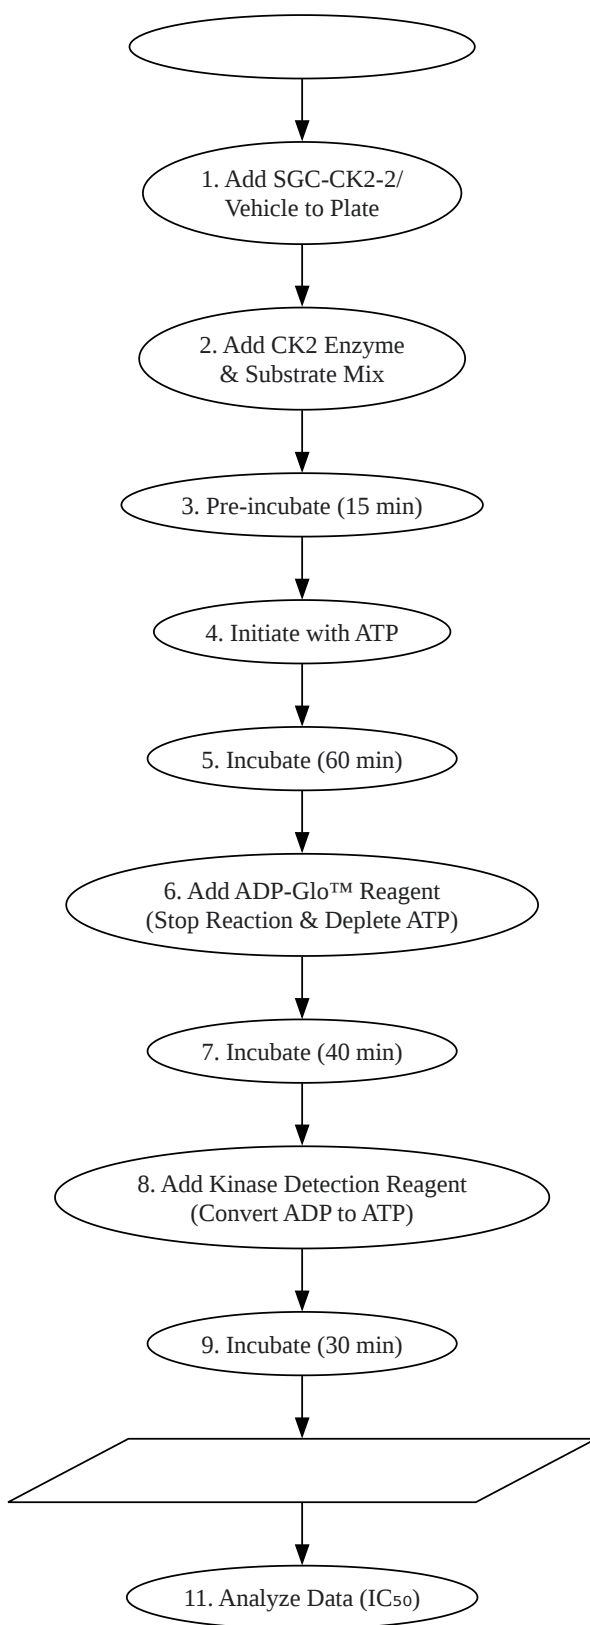 1. Add SGC-CK2-2/
Vehicle to Plate
2. Add CK2 Enzyme
& Substrate Mix
3. Pre-incubate (15 min)
4. Initiate with ATP
5. Incubate (60 min)
6. Add ADP-Glo™ Reagent
(Stop Reaction & Deplete ATP)
7. Incubate (40 min)
8. Add Kinase Detection Reagent
(Convert ADP to ATP)
9. Incubate (30 min)
11. Analyze Data (IC₅₀)